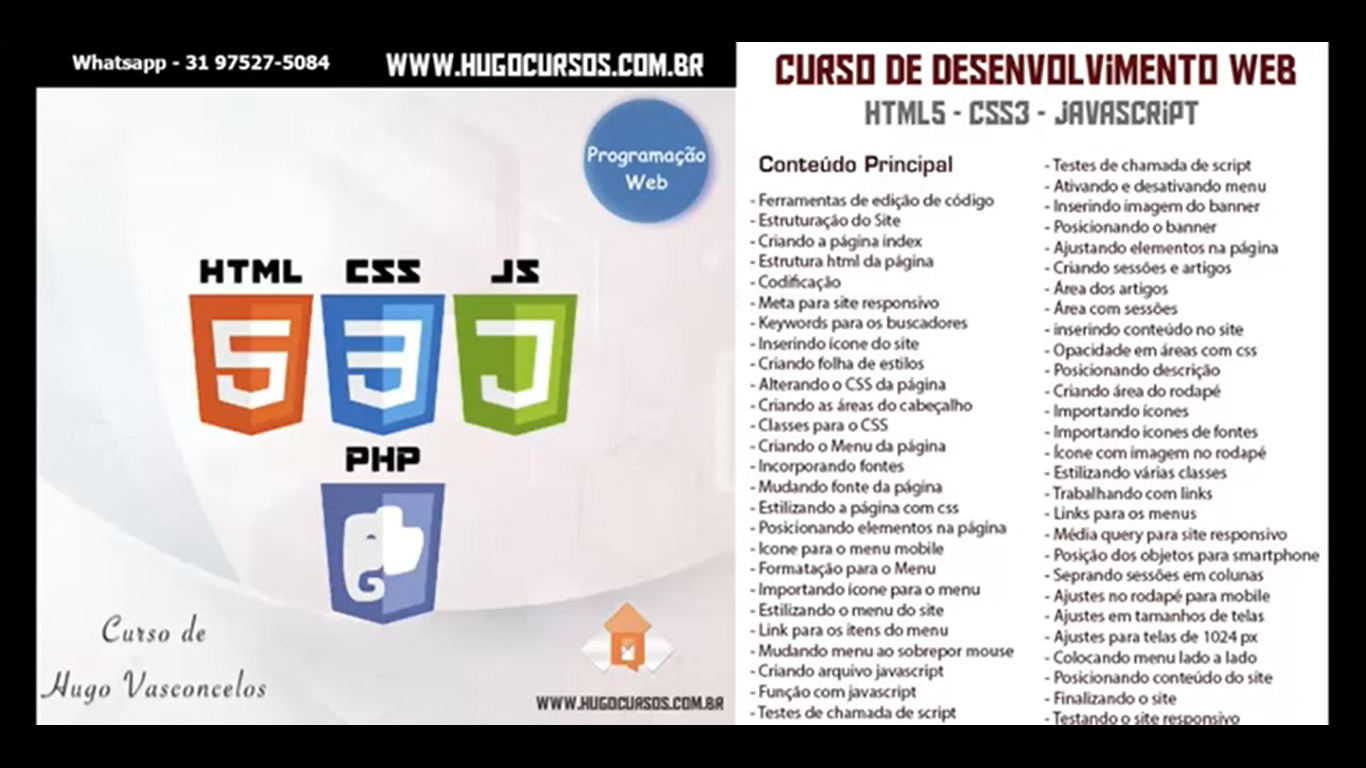 Whatsapp - 31 97527-5084
WWW.HUGOCURSOS.COM.BR
Programação
Web
HTML CSS JS
5 3 J
PHP
Curso de
Hugo Vasconcelos
WWW.HUGOCURSOS.COM.BR
CURSO DE DESENVOLVIMENTO WEB
HTML5 - CSS3 - JAVASCRIPT
Conteúdo Principal
- Ferramentas de edição de código
- Estruturação do Site
- Criando a página index
- Estrutura html da página
- Codificação
- Meta para site responsivo
- Keywords para os buscadores
- Inserindo ícone do site
- Criando folha de estilos
- Alterando o CSS da página
- Criando as áreas do cabeçalho
- Classes para o CSS
- Criando o Menu da página
- Incorporando fontes
- Mudando fonte da página
- Estilizando a página com css
- Posicionando elementos na página
- Icone para o menu mobile
- Formatação para o Menu
- Importando ícone para o menu
- Estilizando o menu do site
- Link para os itens do menu
- Mudando menu ao sobrepor mouse
- Criando arquivo javascript
- Função com javascript
- Testes de chamada de script
- Testes de chamada de script
- Ativando e desativando menu
- Inserindo imagem do banner
- Posicionando o banner
- Ajustando elementos na página
- Criando sessões e artigos
- Área dos artigos
- Área com sessões
- inserindo conteúdo no site
- Opacidade em áreas com css
- Posicionando descrição
- Criando área do rodapé
- Importando ícones
- Importando icones de fontes
- Ícone com imagem no rodapé
- Estilizando várias classes
- Trabalhando com links
- Links para os menus
- Média query para site responsivo
- Posição dos objetos para smartphone
- Seprando sessões em colunas
- Ajustes no rodapé para mobile
- Ajustes em tamanhos de telas
- Ajustes para telas de 1024 px
- Colocando menu lado a lado
- Posicionando conteúdo do site
- Finalizando o site
- Testando o site responsivo